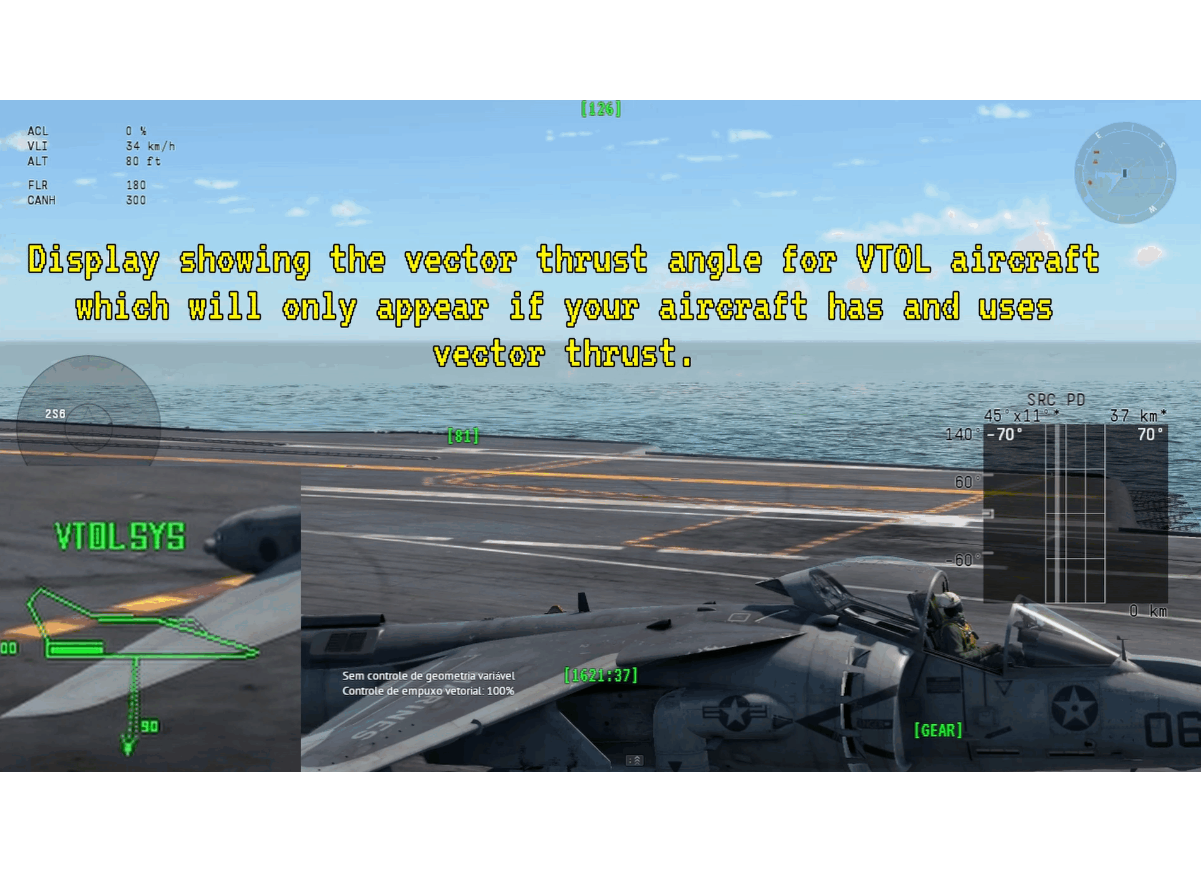 [126]
ACL 0 %
VLI 34 km/h
ALT 80 ft
FLR 180
CANH 300
Display showing the vector thrust angle for VTOL aircraft
which will only appear if your aircraft has and uses
vector thrust.
2S6
SRC PD
45°x11°* 37 km*
[81]
140° -70° 70°
60°
VTOL SYS
-60°
0 km
00
Sem controle de geometria variável
Controle de empuxo vetorial: 100%
[1621:37]
RINES
90
[GEAR]
06